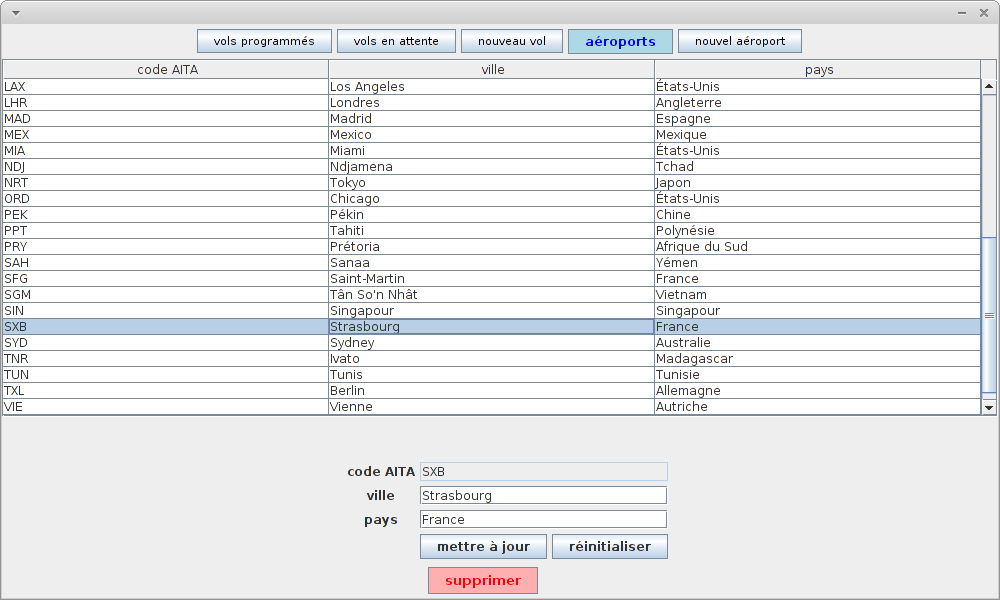 vols programmés vols en attente nouveau vol aéroports nouvel aéroport
code AITA ville pays
LAX Los Angeles États-Unis
LHR Londres Angleterre
MAD Madrid Espagne
MEX Mexico Mexique
MIA Miami États-Unis
NDJ Ndjamena Tchad
NRT Tokyo Japon
ORD Chicago États-Unis
PEK Pékin Chine
PPT Tahiti Polynésie
PRY Prétoria Afrique du Sud
SAH Sanaa Yémen
SFG Saint-Martin France
SGM Tân So'n Nhât Vietnam
SIN Singapour Singapour
SXB Strasbourg France
SYD Sydney Australie
TNR Ivato Madagascar
TUN Tunis Tunisie
TXL Berlin Allemagne
VIE Vienne Autriche
code AITA SXB
ville Strasbourg
pays France
mettre à jour réinitialiser
supprimer